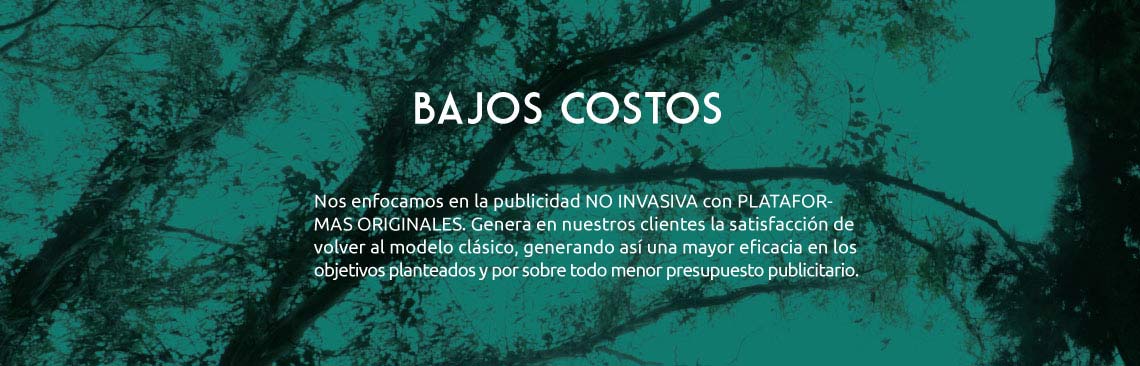 BAJOS COSTOS
Nos enfocamos en la publicidad NO INVASIVA con PLATAFOR-
MAS ORIGINALES. Genera en nuestros clientes la satisfacción de
volver al modelo clásico, generando así una mayor eficacia en los
objetivos planteados y por sobre todo menor presupuesto publicitario.